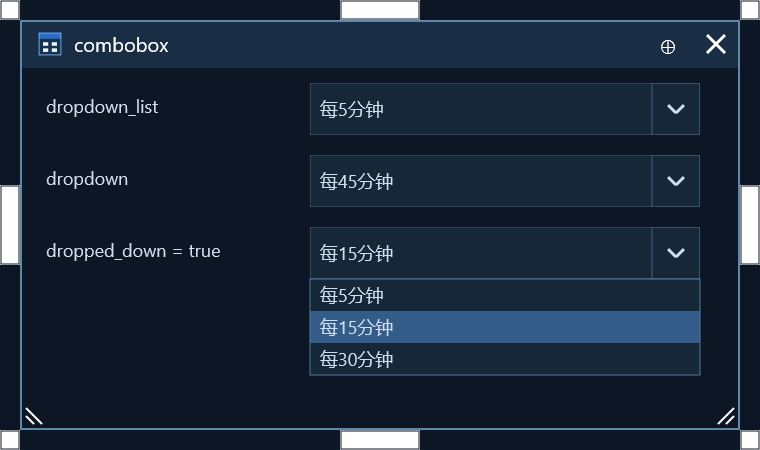 combobox
dropdown_list
每5分钟
dropdown
每45分钟
dropped_down = true
每15分钟
每5分钟
每15分钟
每30分钟